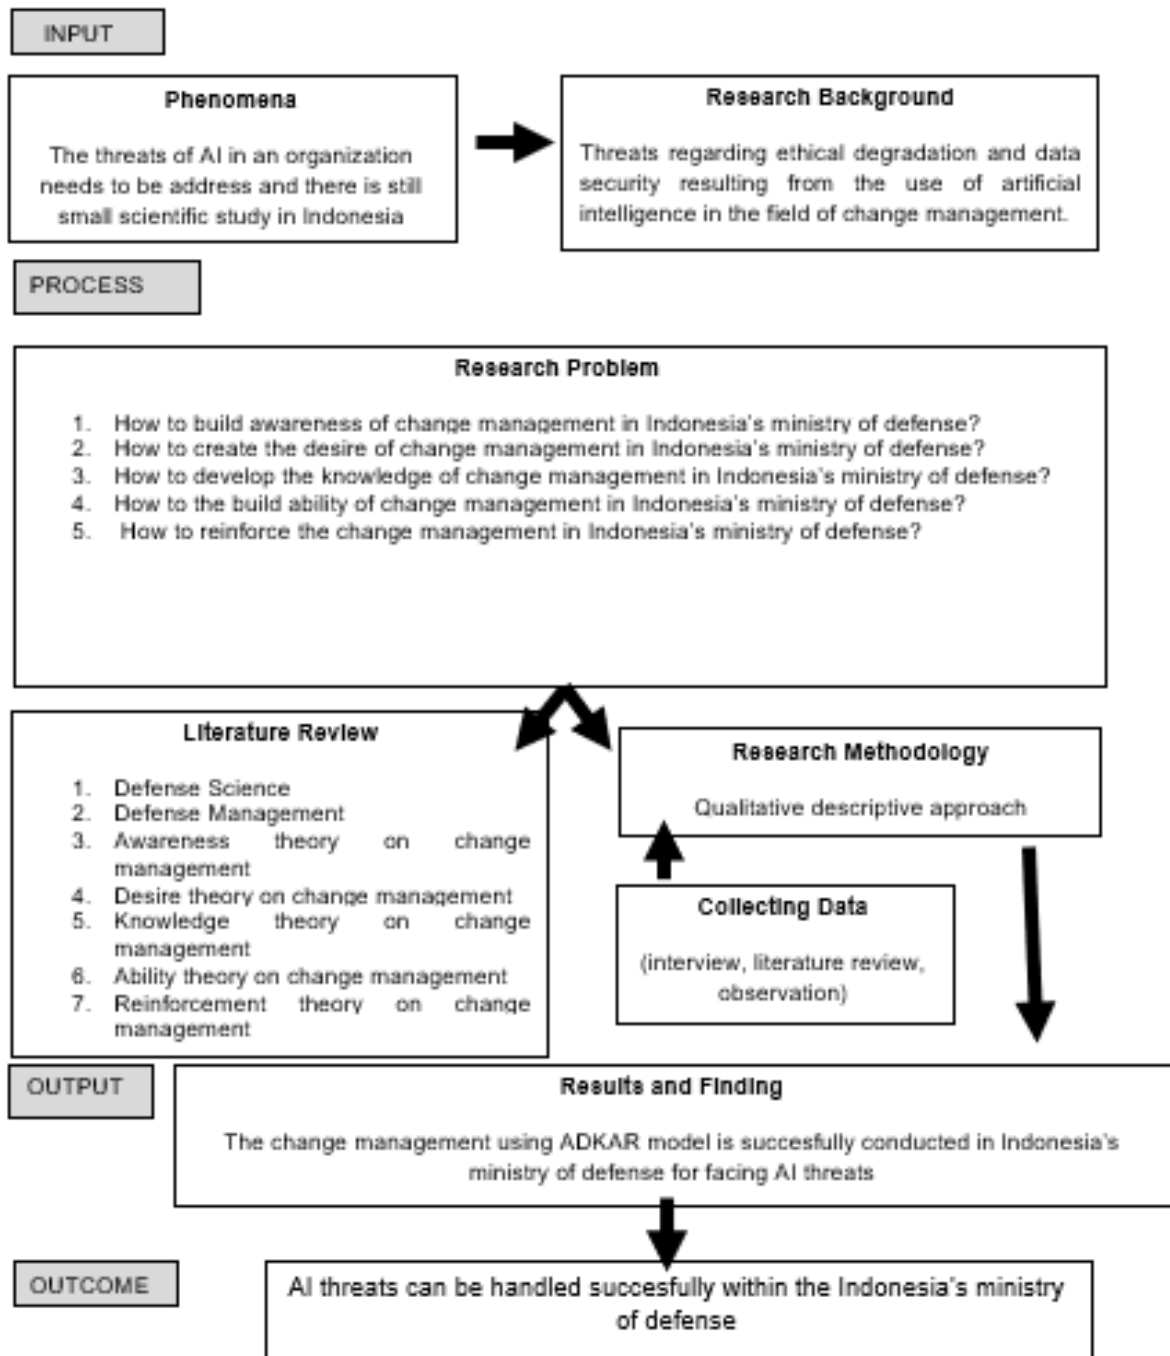 INPUT
Phenomena
The threats of AI in an organization
needs to be address and there is still
small scientific study in Indonesia
Research Background
Threats regarding ethical degradation and data
security resulting from the use of artificial
intelligence in the field of change management.
PROCESS
Research Problem
1. How to build awareness of change management in Indonesia's ministry of defense?
2. How to create the desire of change management in Indonesia's ministry of defense?
3. How to develop the knowledge of change management in Indonesia's ministry of defense?
4. How to the build ability of change management in Indonesia's ministry of defense?
5. How to reinforce the change management in Indonesia's ministry of defense?
Literature Review
1. Defense Science
2. Defense Management
3. Awareness theory on change
management
4. Desire theory on change management
5. Knowledge theory on change
management
6. Ability theory on change management
7. Reinforcement theory on change
management
Research Methodology
Qualitative descriptive approach
Collecting Data
(interview, literature review,
observation)
OUTPUT
Results and Finding
The change management using ADKAR model is succesfully conducted in Indonesia's
ministry of defense for facing AI threats
OUTCOME
AI threats can be handled succesfully within the Indonesia's ministry
of defense